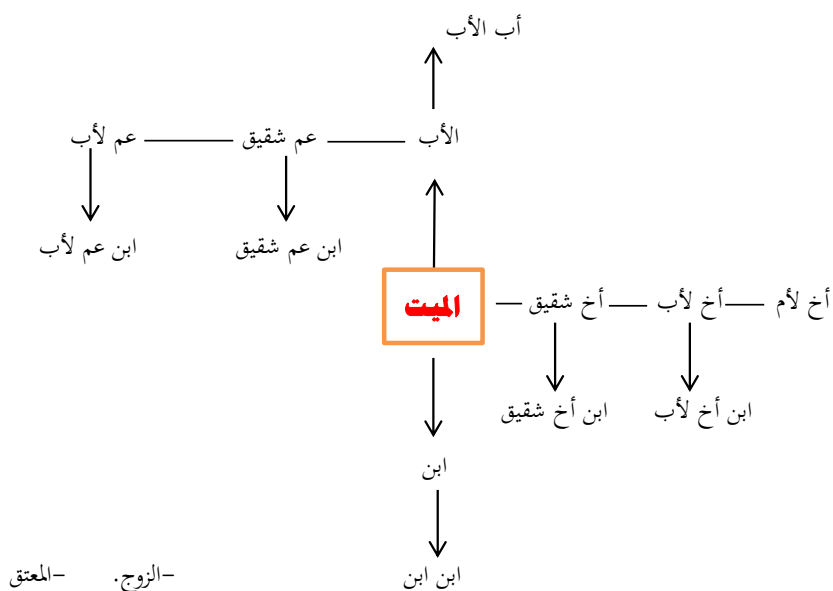 أب الأب
الأب
عم شقيق
عم لأب
ابن عم شقيق
ابن عم لأب
الميت
أخ شقيق
أخ لأب
أخ لأم
ابن أخ شقيق
ابن أخ لأب
ابن
ابن ابن
-الزوج. -المعتق